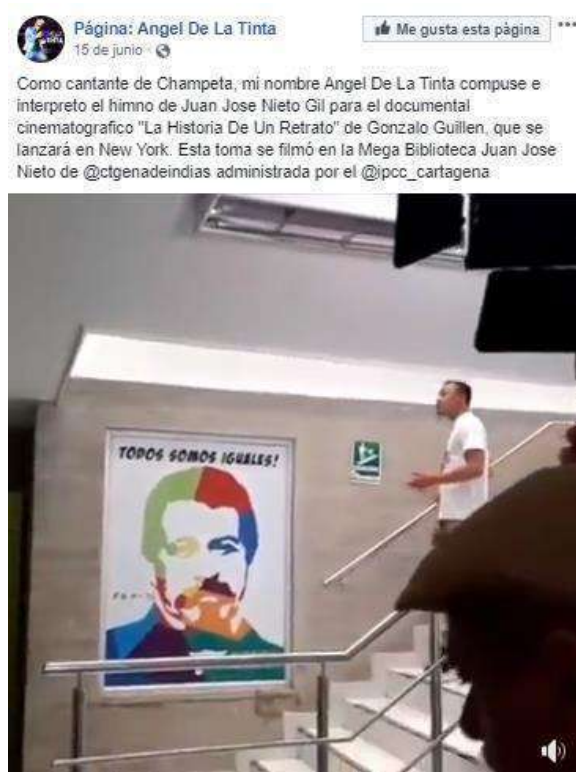 Página: Angel De La Tinta
15 de junio
Me gusta esta página
Como cantante de Champeta, mi nombre Angel De La Tinta compuse e
interpreto el himno de Juan Jose Nieto Gil para el documental
cinematografico "La Historia De Un Retrato" de Gonzalo Guillen, que se
lanzará en New York. Esta toma se filmó en la Mega Biblioteca Juan Jose
Nieto de @ctgenadeindias administrada por el @ipcc_cartagena
TODOS SOMOS IGUALES!